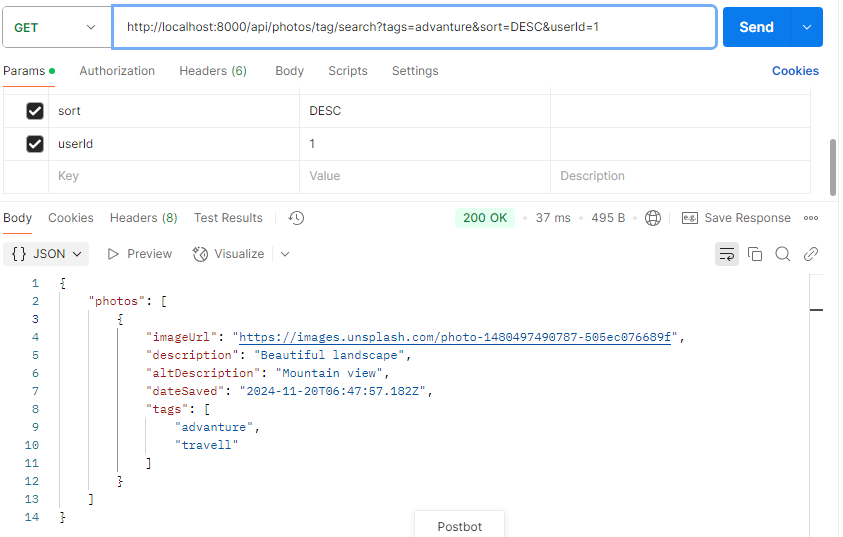 GET http://localhost:8000/api/photos/tag/search?tags=advanture&sort=DESC&userId=1 Send
Params Authorization Headers (6) Body Scripts Settings Cookies
sort DESC
userId 1
Key Value Description
Body Cookies Headers (8) Test Results 200 OK • 37 ms • 495 B • e.g. Save Response
{} JSON Preview Visualize
1 {
2 "photos": [
3 {
4 "imageUrl": "https://images.unsplash.com/photo-1480497490787-505ec076689f",
5 "description": "Beautiful landscape",
6 "altDescription": "Mountain view",
7 "dateSaved": "2024-11-20T06:47:57.182Z",
8 "tags": [
9 "advanture",
10 "travell"
11 ]
12 }
13 ]
14 }
Postbot